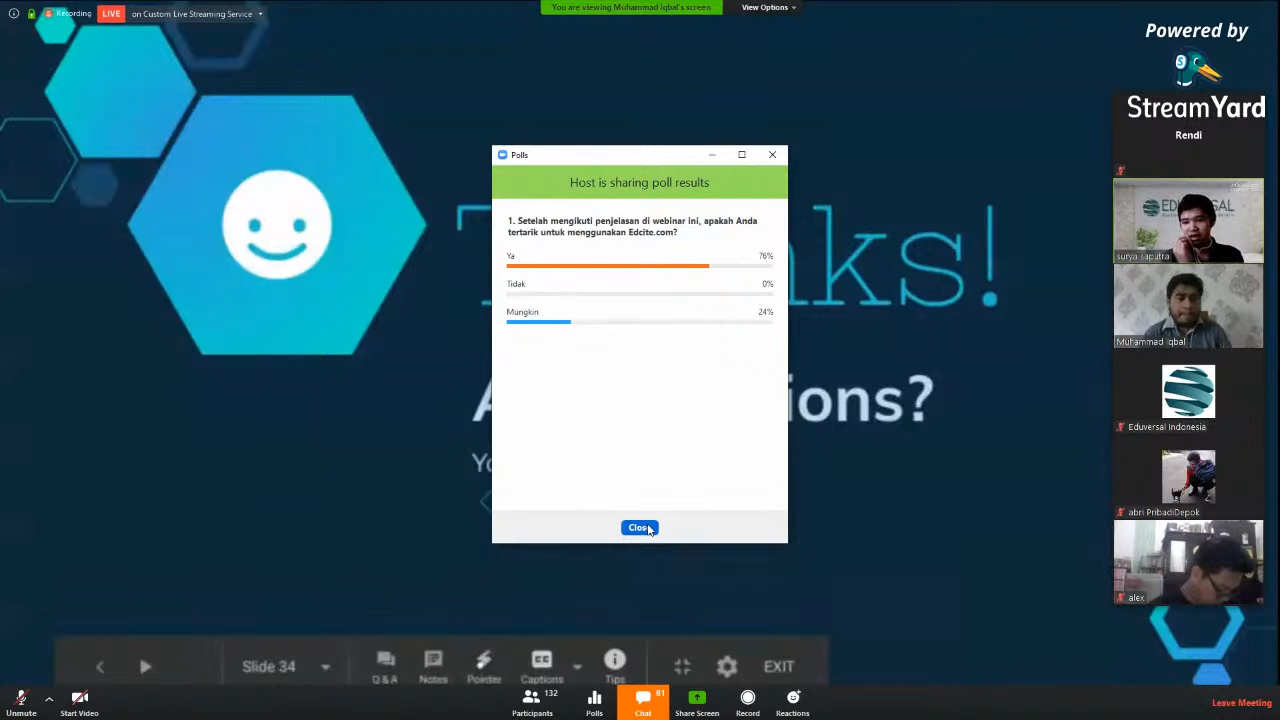 Recording
LIVE
on Custom Live Streaming Service
You are viewing Muhammad Iqbal's screen
View Options
Powered by
StreamYard
Rendi
Polls
Host is sharing poll results
1. Setelah mengikuti penjelasan di webinar ini, apakah Anda
tertarik untuk menggunakan Edcite.com?
Ya 76%
Tidak 0%
Mungkin 24%
surya saputra
Muhammad Iqbal
Eduversal Indonesia
abri PribadiDepok
alex
Slide 34
Q & A
Notes
Pointer
Captions
Tips
EXIT
Unmute
Start Video
Participants 132
Polls
Chat 81
Share Screen
Record
Reactions
Leave Meeting